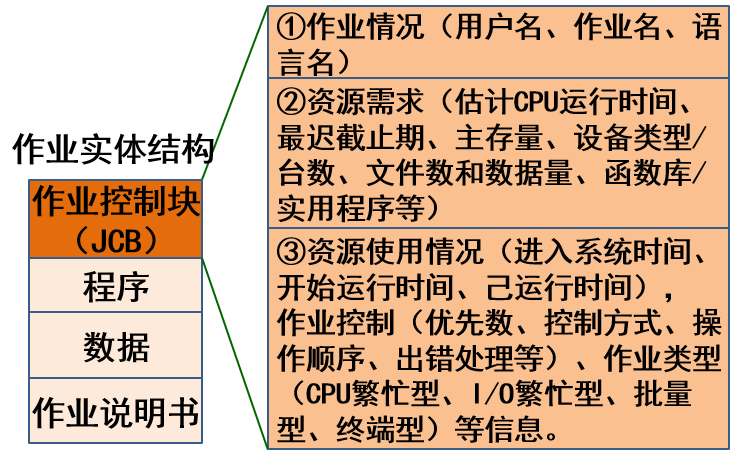 作业实体结构
作业控制块
（JCB）
程序
数据
作业说明书
①作业情况（用户名、作业名、语
言名）
②资源需求（估计CPU运行时间、
最迟截止期、主存量、设备类型/
台数、文件数和数据量、函数库/
实用程序等）
③资源使用情况（进入系统时间、
开始运行时间、己运行时间），
作业控制（优先数、控制方式、操
作顺序、出错处理等）、作业类型
（CPU繁忙型、I/O繁忙型、批量
型、终端型）等信息。